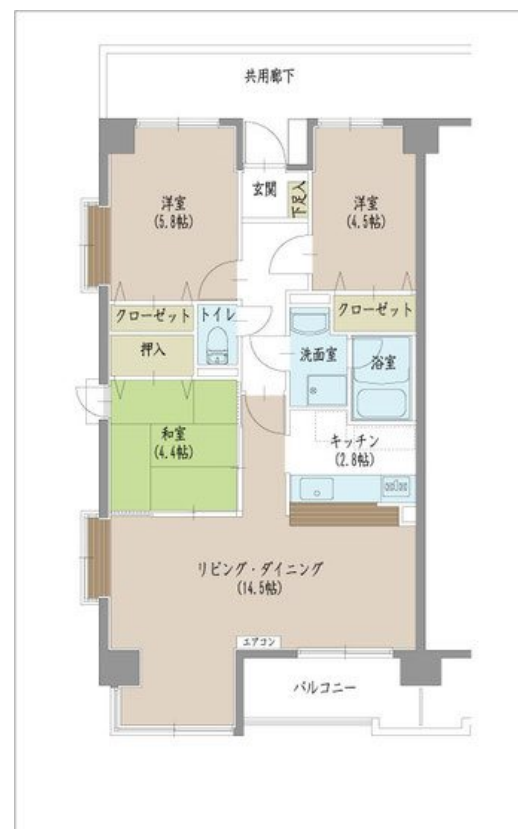 共用廊下
洋室
(5.8帖)
玄関
下足入
洋室
(4.5帖)
クローゼット
トイレ
クローゼット
押入
洗面室
浴室
和室
(4.4帖)
キッチン
(2.8帖)
リビング・ダイニング
(14.5帖)
エアコン
バルコニー